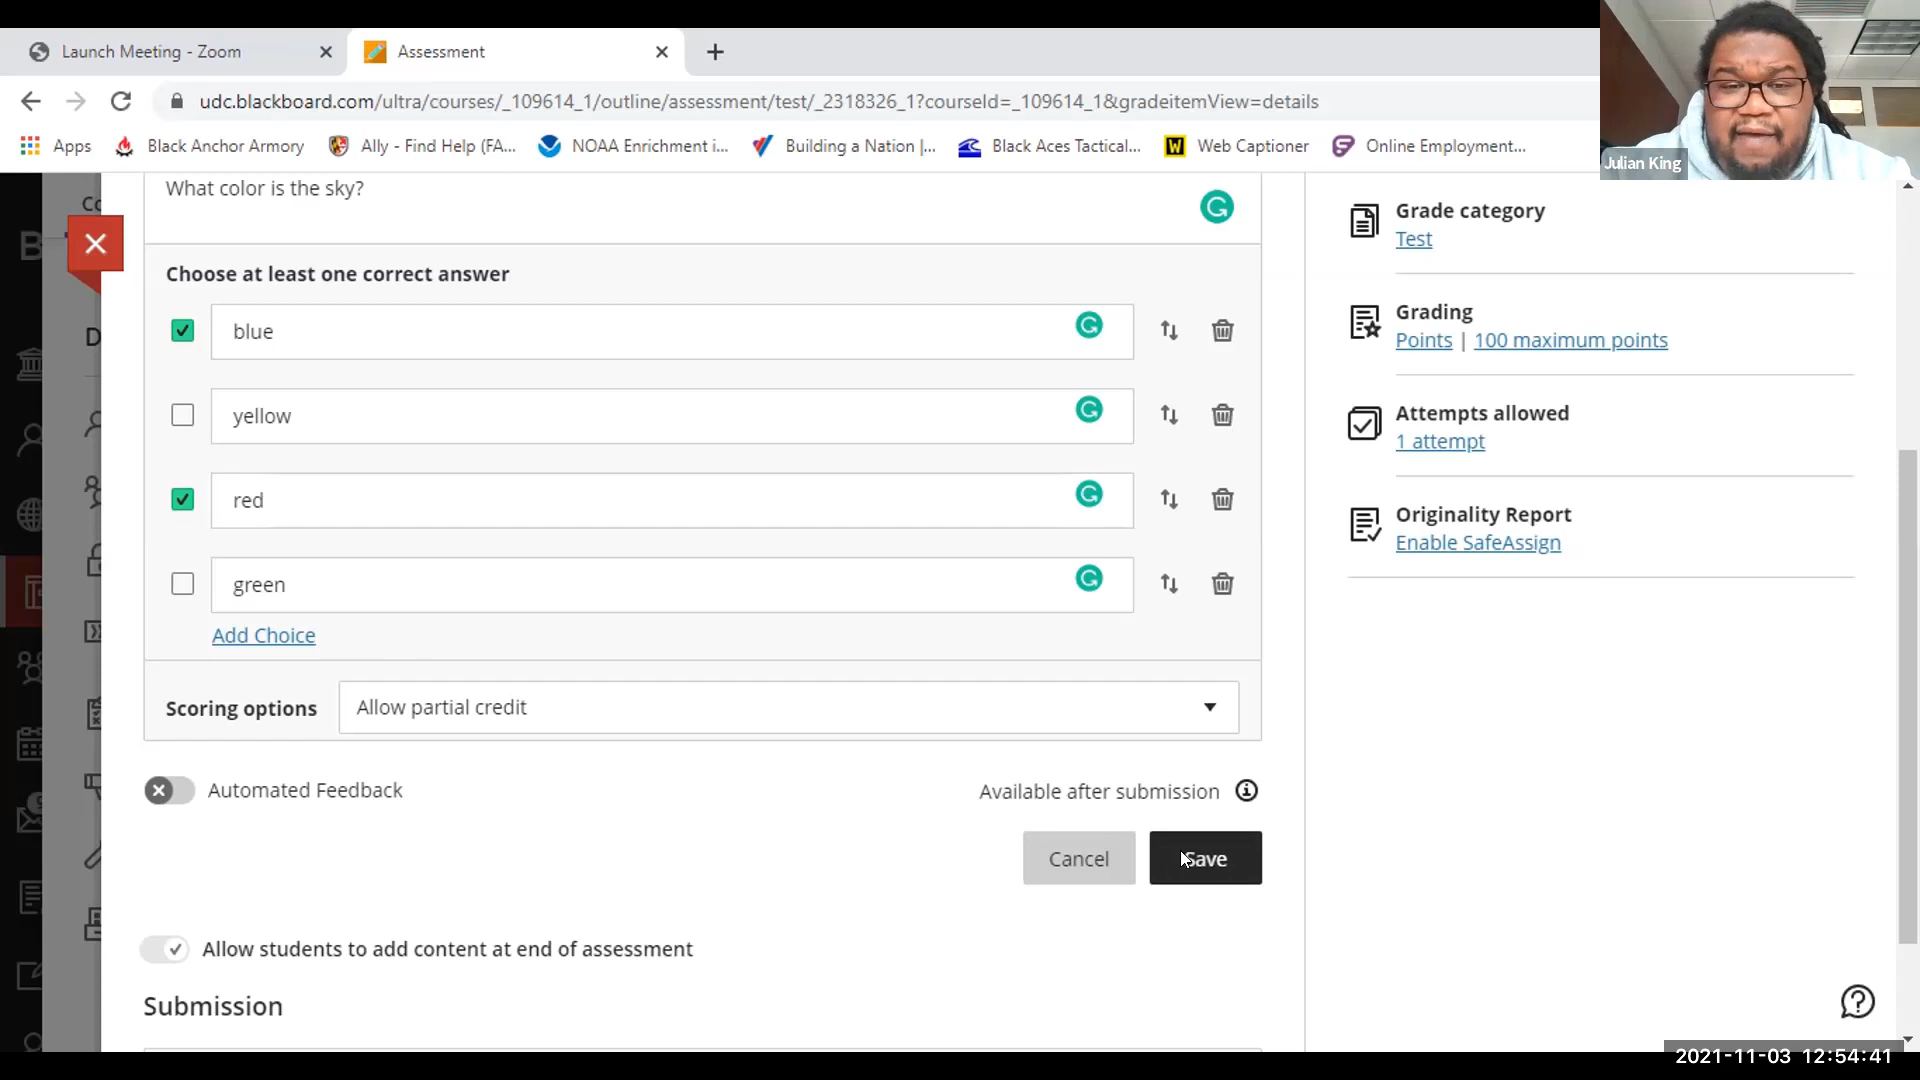 Launch Meeting - Zoom
Assessment
udc.blackboard.com/ultra/courses/_109614_1/outline/assessment/test/_2318326_1?courseId=_109614_1&gradeitemView=details
Apps
Black Anchor Armory
Ally - Find Help (FA...
NOAA Enrichment i...
Building a Nation |...
Black Aces Tactical...
W
Web Captioner
Online Employment...
Julian King
Co
B
D
What color is the sky?
Choose at least one correct answer
blue
yellow
red
green
Add Choice
Scoring options
Allow partial credit
Automated Feedback
Available after submission
Cancel
Save
Allow students to add content at end of assessment
Submission
Grade category
Test
Grading
Points | 100 maximum points
Attempts allowed
1 attempt
Originality Report
Enable SafeAssign
2021-11-03 12:54:41